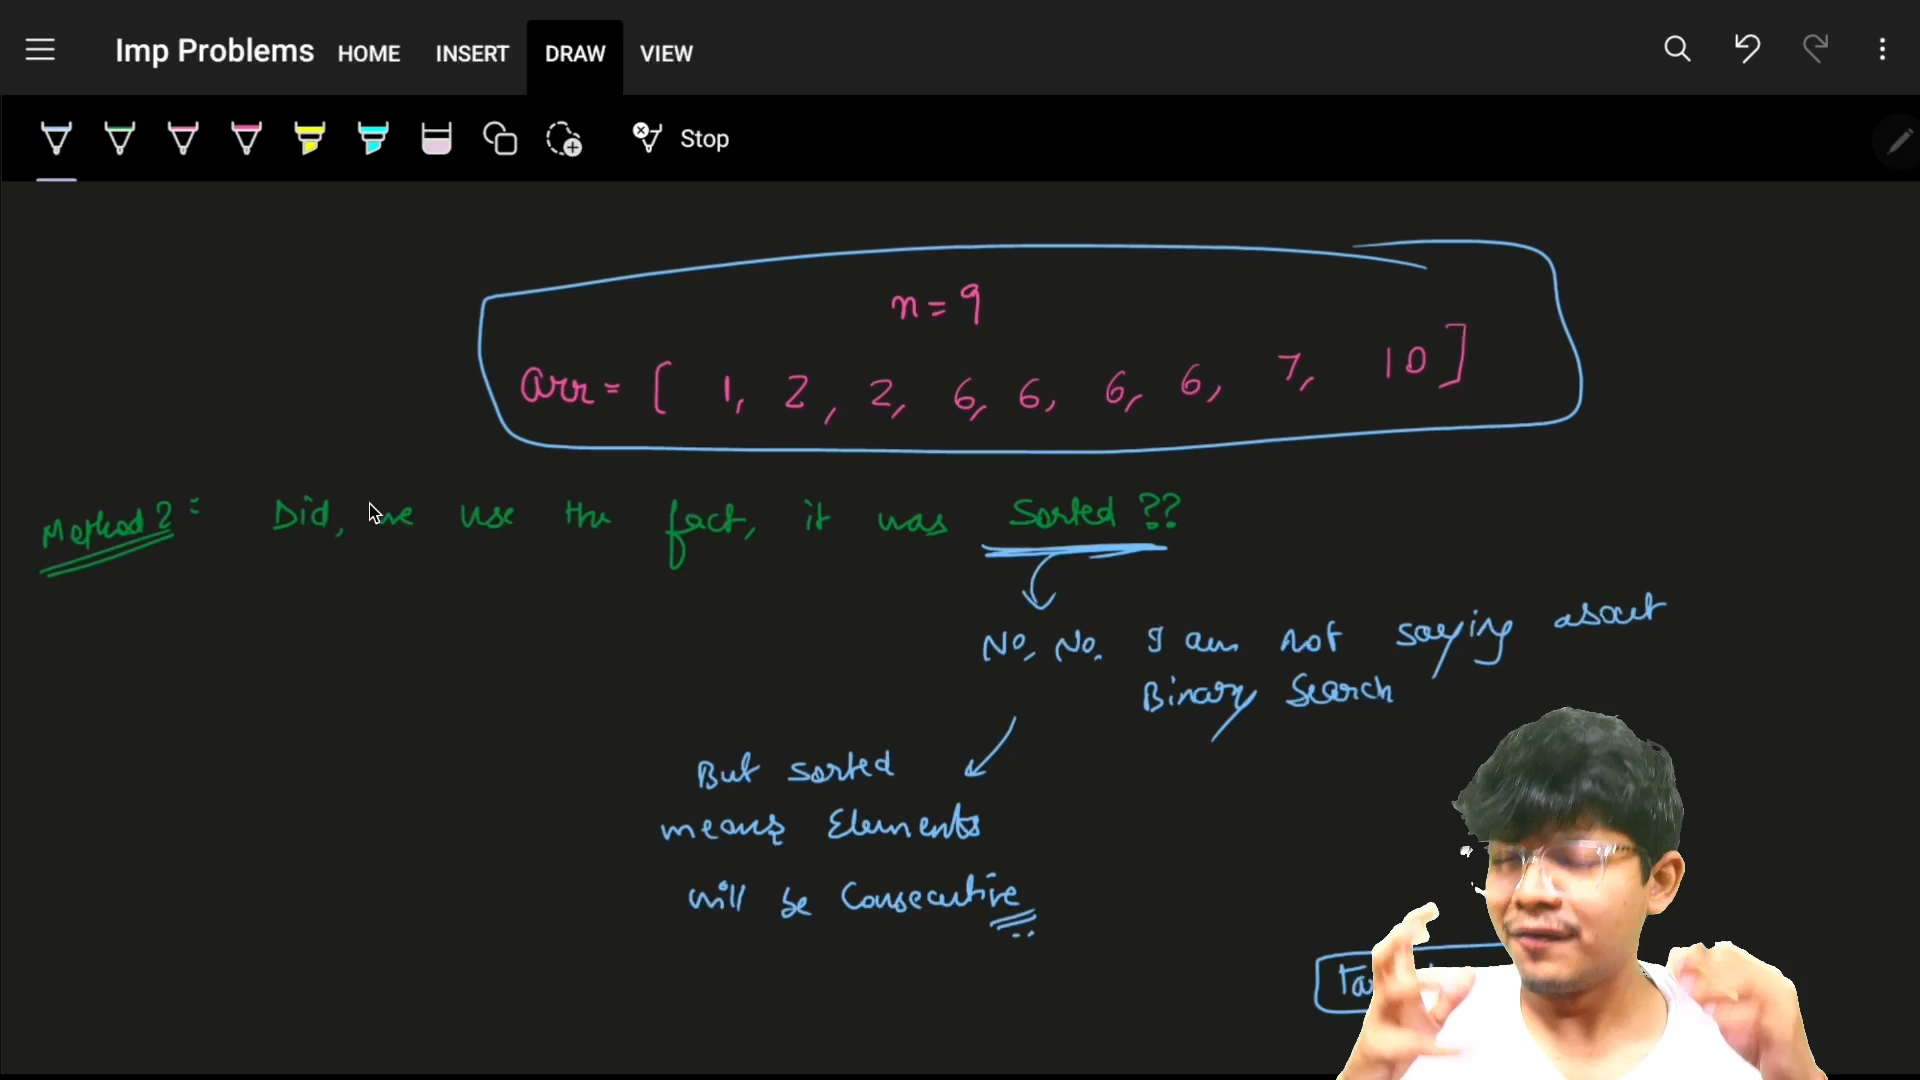 Imp Problems HOME INSERT DRAW VIEW
Stop
n=9
arr= [ 1, 2, 2, 6, 6, 6, 6, 7, 10 ]
Method 2: Did, we use the fact, it was Sorted ??
No, No. I am not saying about
Binary Search
But sorted
means Elements
will be Consecutive